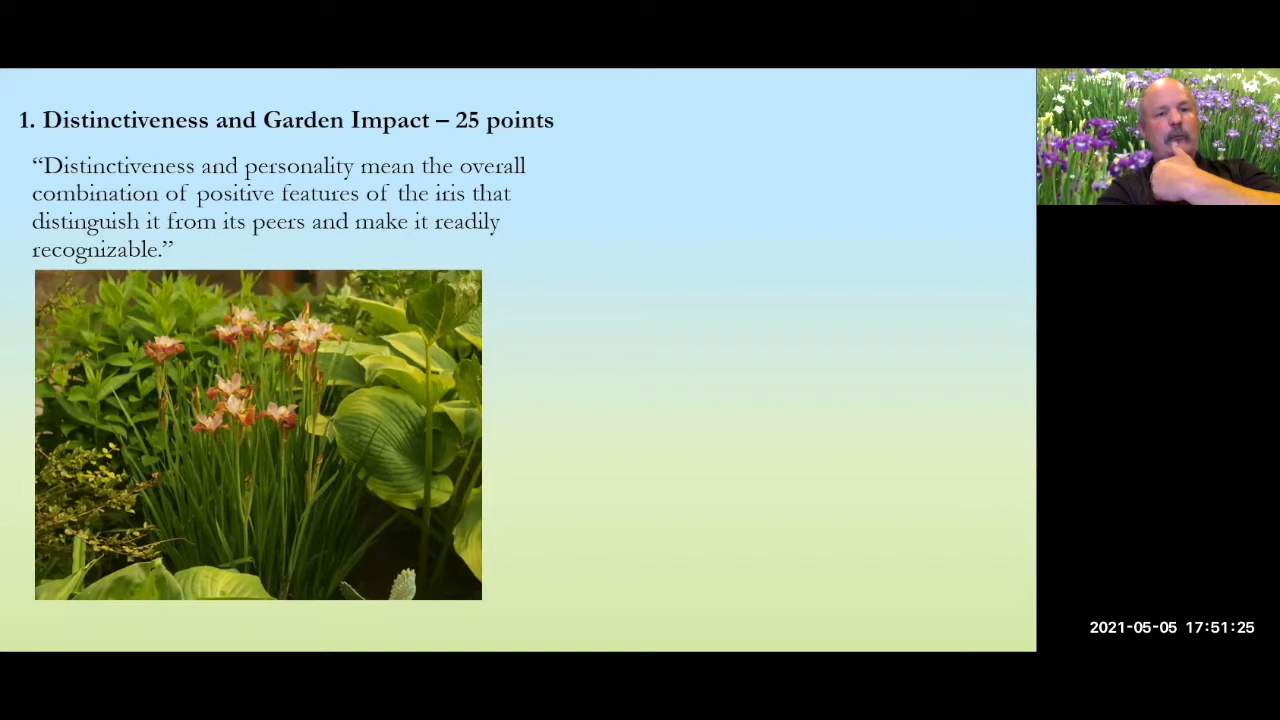 1. Distinctiveness and Garden Impact – 25 points
“Distinctiveness and personality mean the overall
combination of positive features of the iris that
distinguish it from its peers and make it readily
recognizable.”
2021-05-05 17:51:25